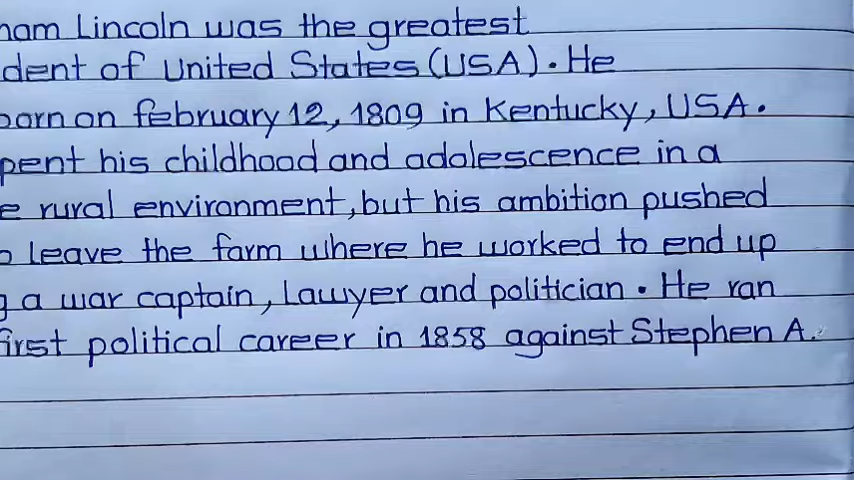 ham Lincoln was the greatest
dent of United States (USA). He
born on february 12, 1809 in Kentucky, USA.
pent his childhood and adolescence in a
e rural environment, but his ambition pushed
o leave the farm where he worked to end up
g a war captain, Lawyer and politician. He ran
first political career in 1858 against Stephen A.